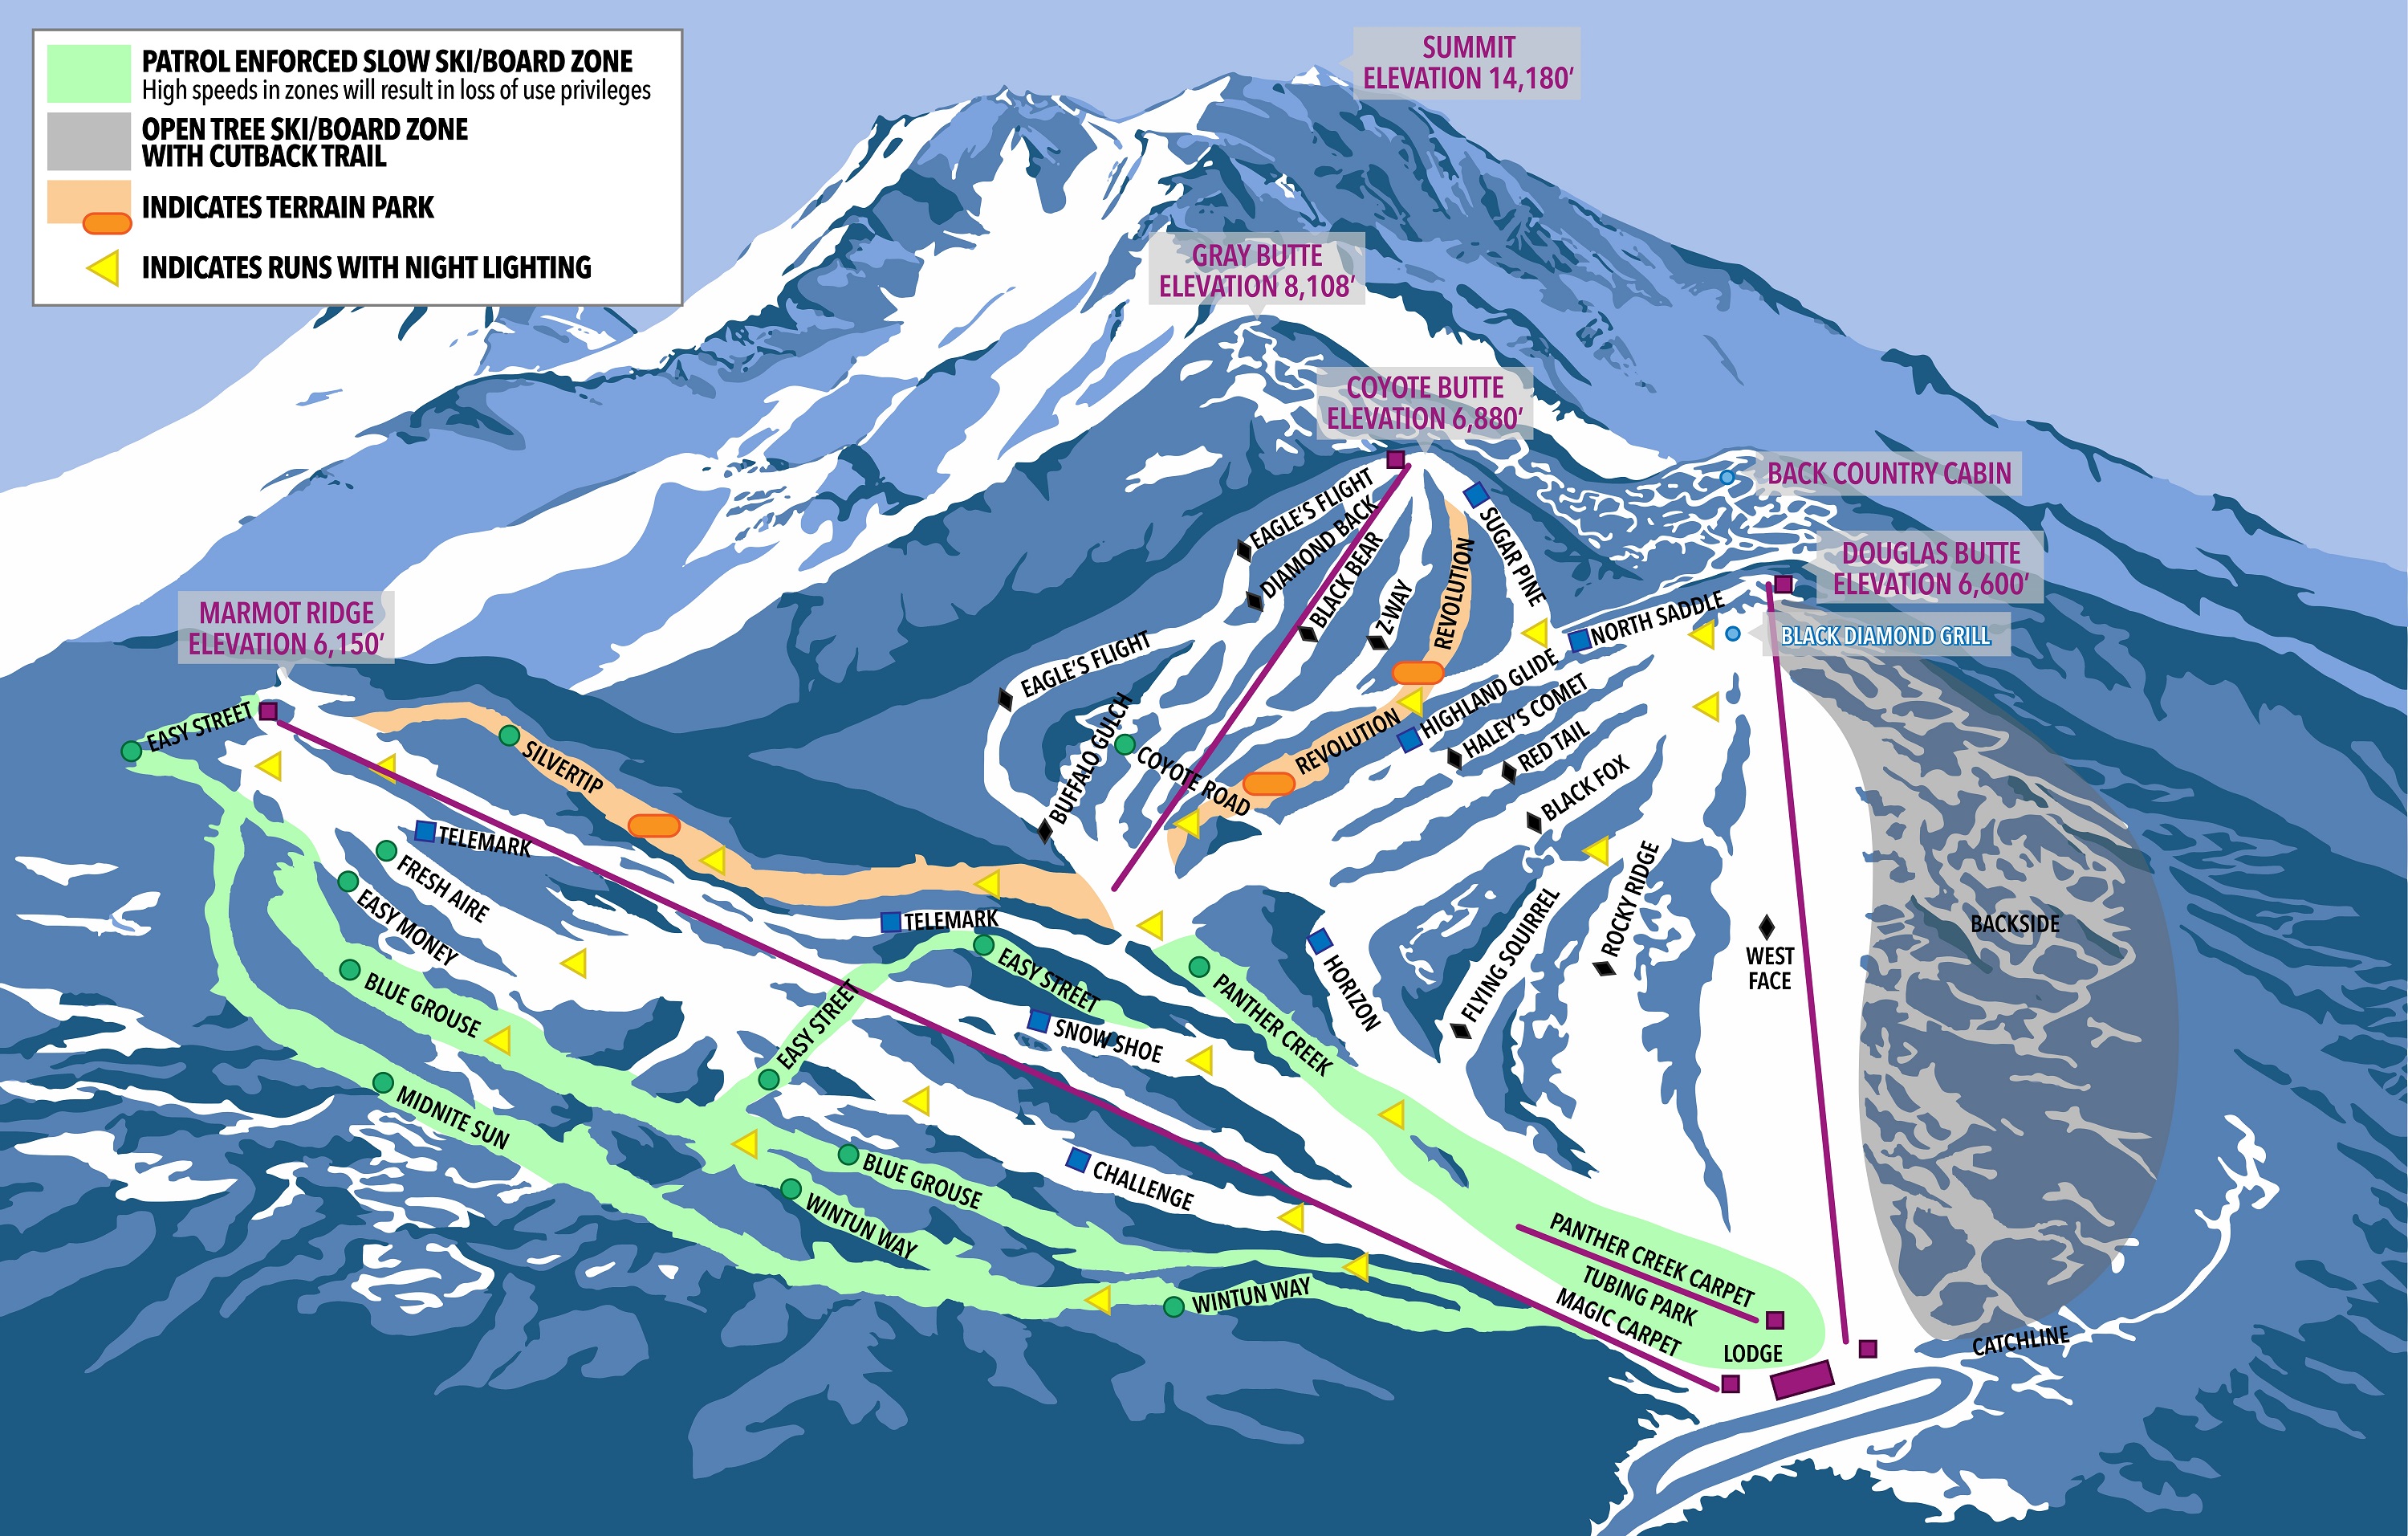 PATROL ENFORCED SLOW SKI/BOARD ZONE
High speeds in zones will result in loss of use privileges
OPEN TREE SKI/BOARD ZONE
WITH CUTBACK TRAIL
INDICATES TERRAIN PARK
INDICATES RUNS WITH NIGHT LIGHTING
SUMMIT
ELEVATION 14,180’
GRAY BUTTE
ELEVATION 8,108’
COYOTE BUTTE
ELEVATION 6,880’
BACK COUNTRY CABIN
DOUGLAS BUTTE
ELEVATION 6,600’
BLACK DIAMOND GRILL
MARMOT RIDGE
ELEVATION 6,150’
EAGLE’S FLIGHT
DIAMOND BACK
BLACK BEAR
Z-WAY
REVOLUTION
SUGAR PINE
NORTH SADDLE
EAGLE’S FLIGHT
BUFFALO GULCH
COYOTE ROAD
REVOLUTION
HIGHLAND GLIDE
HALEY’S COMET
RED TAIL
BLACK FOX
EASY STREET
SILVERTIP
TELEMARK
FRESH AIRE
EASY MONEY
TELEMARK
EASY STREET
BLUE GROUSE
EASY STREET
SNOW SHOE
PANTHER CREEK
HORIZON
FLYING SQUIRREL
ROCKY RIDGE
WEST
FACE
BACKSIDE
MIDNITE SUN
BLUE GROUSE
WINTUN WAY
CHALLENGE
WINTUN WAY
PANTHER CREEK CARPET
TUBING PARK
MAGIC CARPET
LODGE
CATCHLINE